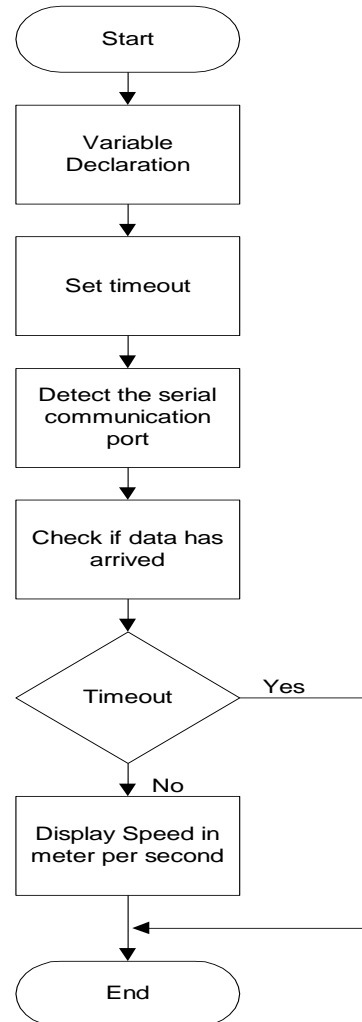 Start
Variable
Declaration
Set timeout
Detect the serial
communication
port
Check if data has
arrived
Timeout
Yes
No
Display Speed in
meter per second
End